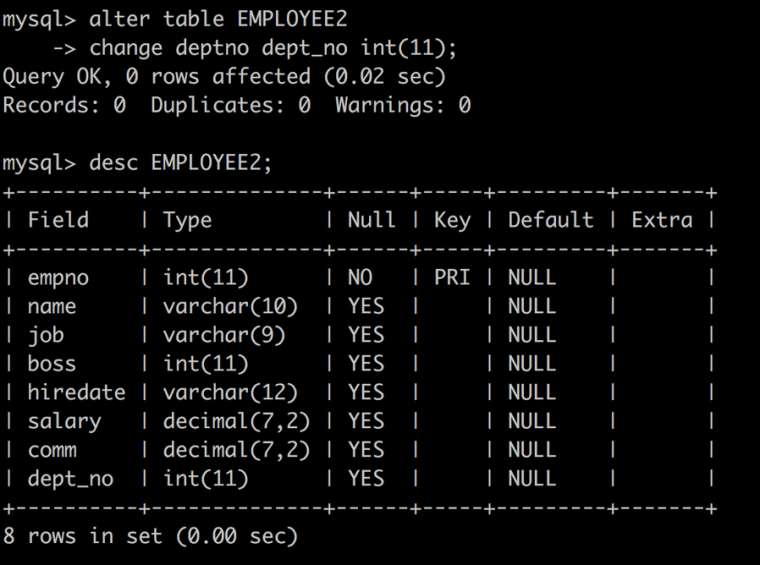 mysql> alter table EMPLOYEE2
    -> change deptno dept_no int(11);
Query OK, 0 rows affected (0.02 sec)
Records: 0  Duplicates: 0  Warnings: 0

mysql> desc EMPLOYEE2;
+----------+--------------+------+-----+---------+-------+
| Field    | Type         | Null | Key | Default | Extra |
+----------+--------------+------+-----+---------+-------+
| empno    | int(11)      | NO   | PRI | NULL    |       |
| name     | varchar(10)  | YES  |     | NULL    |       |
| job      | varchar(9)   | YES  |     | NULL    |       |
| boss     | int(11)      | YES  |     | NULL    |       |
| hiredate | varchar(12)  | YES  |     | NULL    |       |
| salary   | decimal(7,2) | YES  |     | NULL    |       |
| comm     | decimal(7,2) | YES  |     | NULL    |       |
| dept_no  | int(11)      | YES  |     | NULL    |       |
+----------+--------------+------+-----+---------+-------+
8 rows in set (0.00 sec)